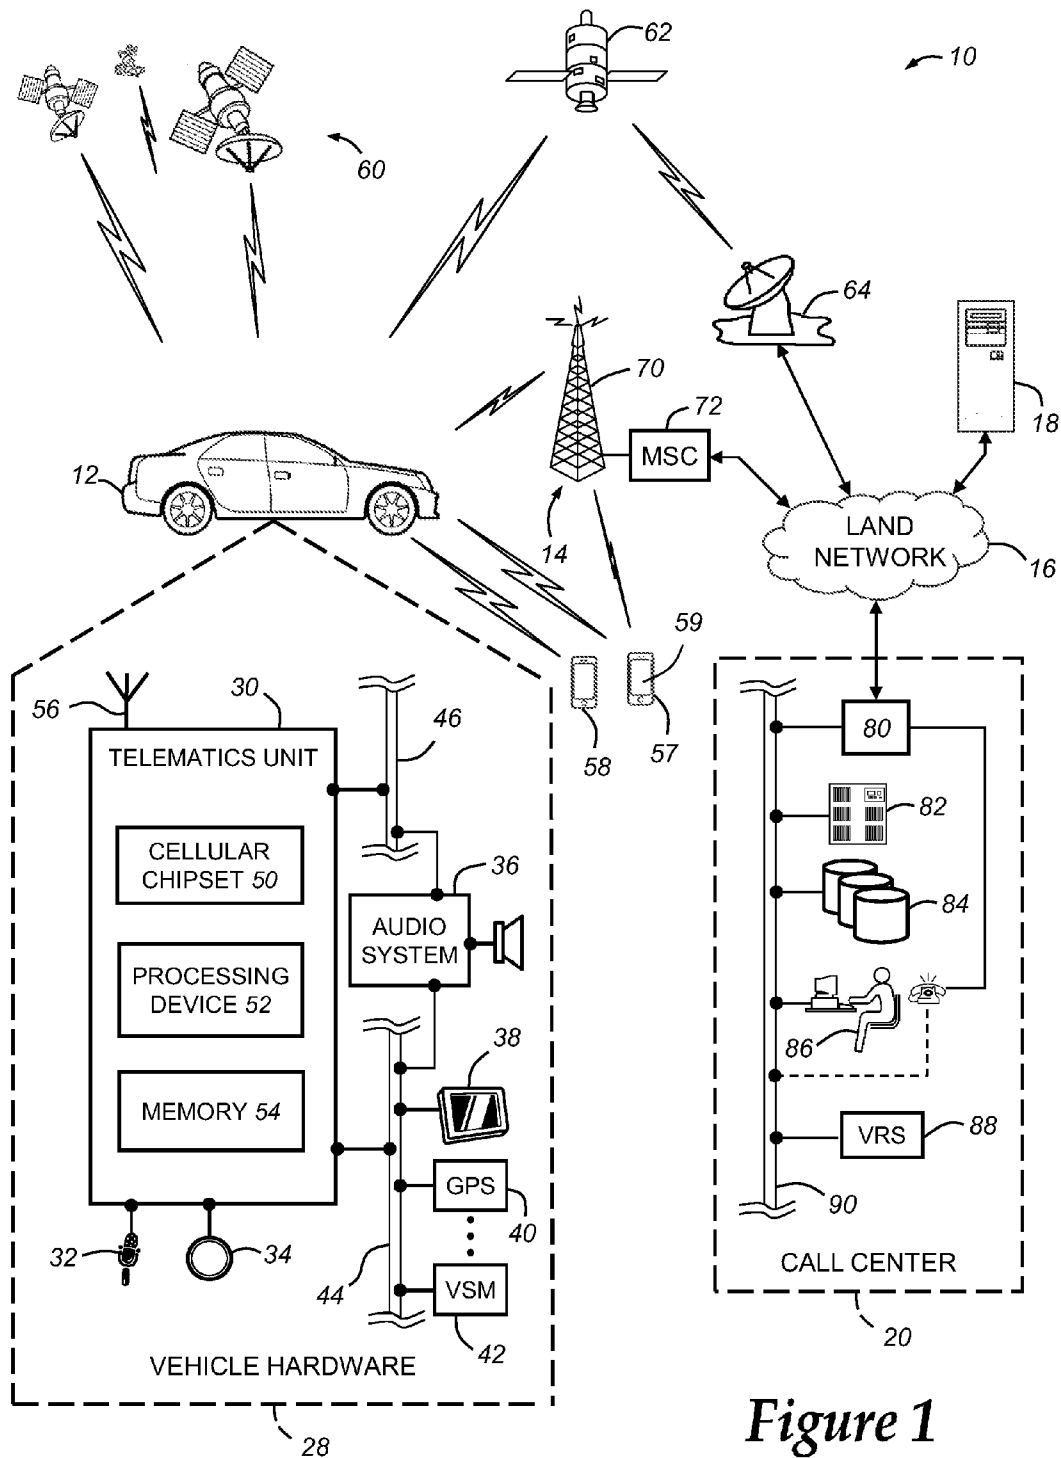 62
10
60
64
70
72
MSC
18
12
14
LAND
NETWORK
16
59
58
57
56
30
46
TELEMATICS UNIT
CELLULAR
CHIPSET 50
36
AUDIO
SYSTEM
PROCESSING
DEVICE 52
38
MEMORY 54
GPS
40
32
34
44
VSM
42
VEHICLE HARDWARE
28
80
82
84
86
VRS
88
90
CALL CENTER
20
Figure 1